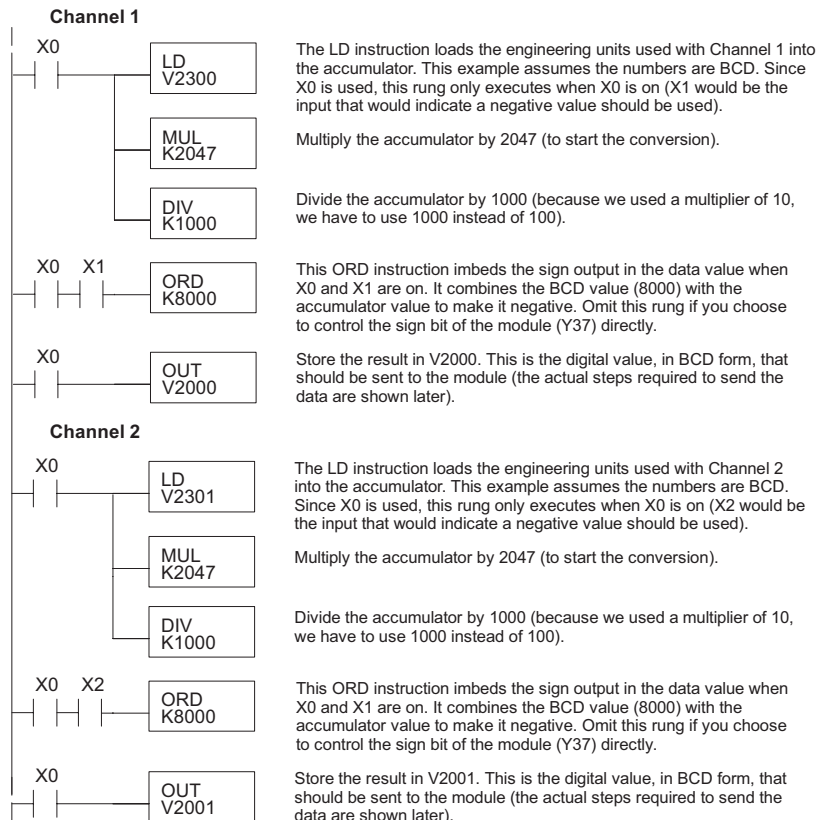 Channel 1
X0
LD
V2300
The LD instruction loads the engineering units used with Channel 1 into
the accumulator. This example assumes the numbers are BCD. Since
X0 is used, this rung only executes when X0 is on (X1 would be the
input that would indicate a negative value should be used).
MUL
K2047
Multiply the accumulator by 2047 (to start the conversion).
DIV
K1000
Divide the accumulator by 1000 (because we used a multiplier of 10,
we have to use 1000 instead of 100).
X0 X1
ORD
K8000
This ORD instruction imbeds the sign output in the data value when
X0 and X1 are on. It combines the BCD value (8000) with the
accumulator value to make it negative. Omit this rung if you choose
to control the sign bit of the module (Y37) directly.
X0
OUT
V2000
Store the result in V2000. This is the digital value, in BCD form, that
should be sent to the module (the actual steps required to send the
data are shown later).
Channel 2
X0
LD
V2301
The LD instruction loads the engineering units used with Channel 2
into the accumulator. This example assumes the numbers are BCD.
Since X0 is used, this rung only executes when X0 is on (X2 would be
the input that would indicate a negative value should be used).
MUL
K2047
Multiply the accumulator by 2047 (to start the conversion).
DIV
K1000
Divide the accumulator by 1000 (because we used a multiplier of 10,
we have to use 1000 instead of 100).
X0 X2
ORD
K8000
This ORD instruction imbeds the sign output in the data value when
X0 and X1 are on. It combines the BCD value (8000) with the
accumulator value to make it negative. Omit this rung if you choose
to control the sign bit of the module (Y37) directly.
X0
OUT
V2001
Store the result in V2001. This is the digital value, in BCD form, that
should be sent to the module (the actual steps required to send the
data are shown later).